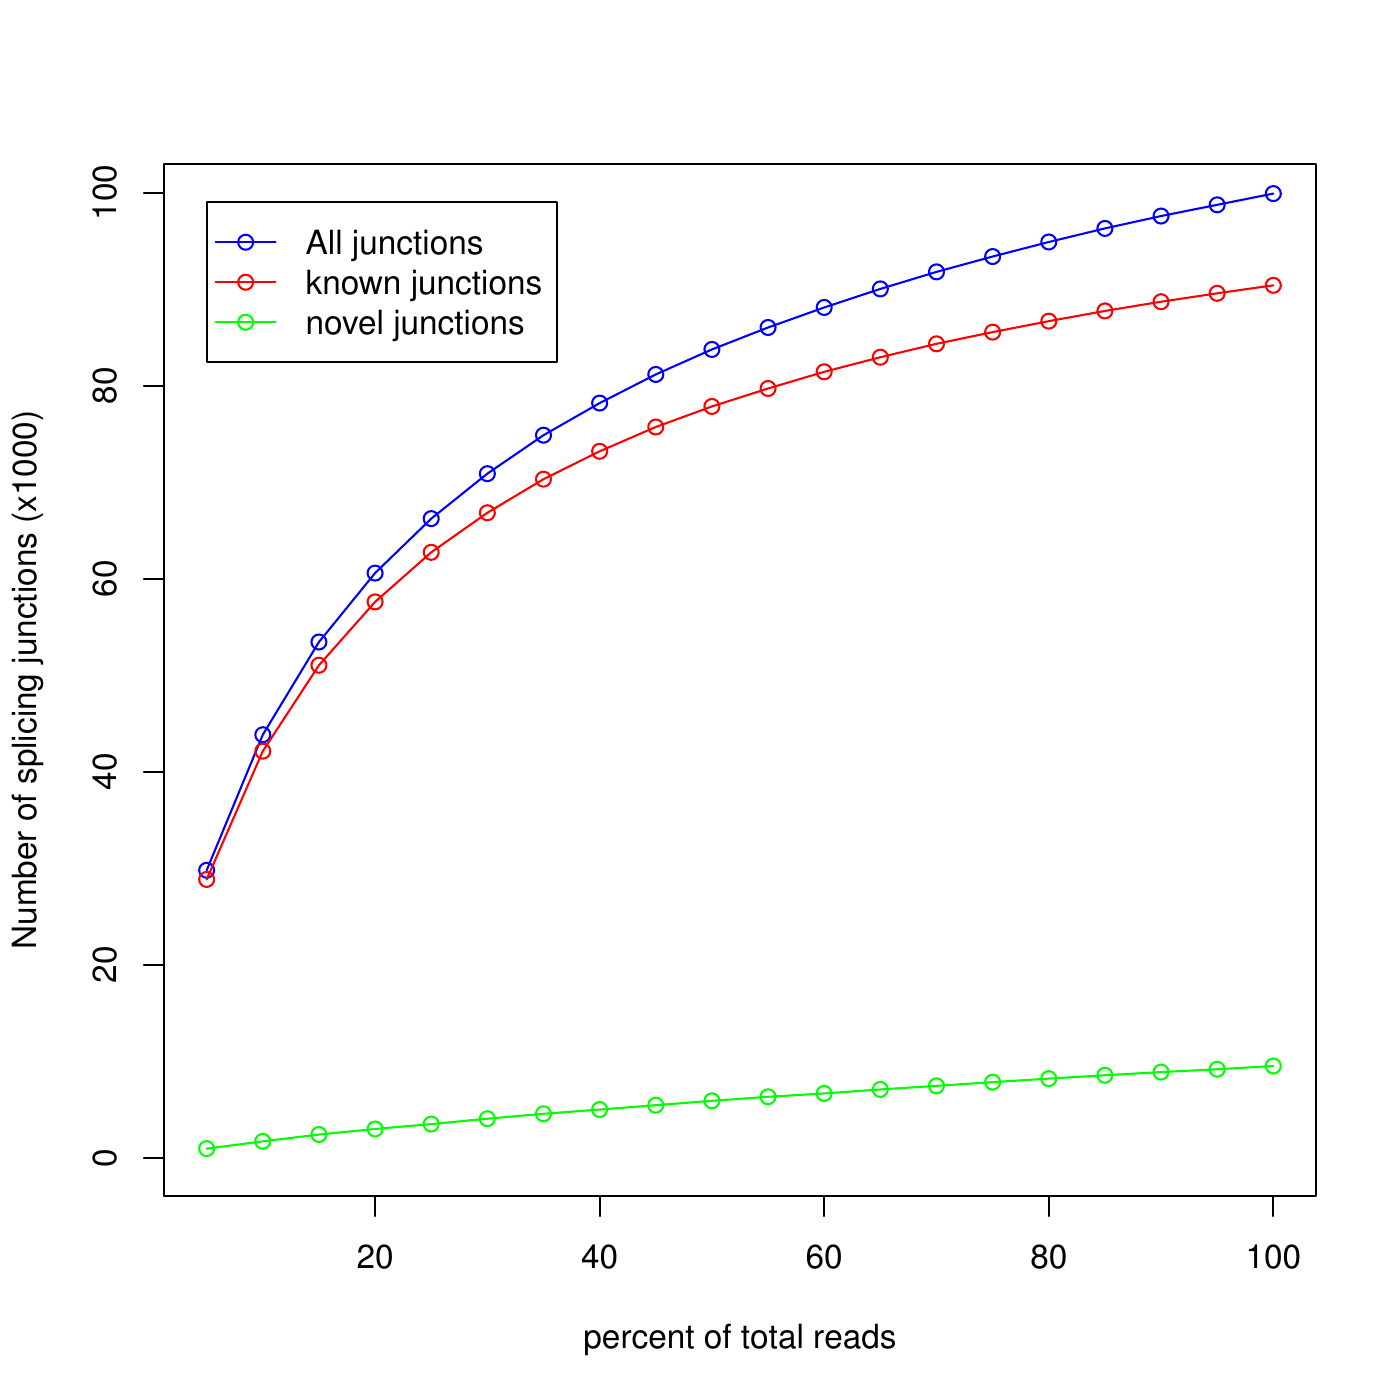 All junctions
known junctions
novel junctions
Number of splicing junctions (x1000)
100
80
60
40
20
0
20 40 60 80 100
percent of total reads